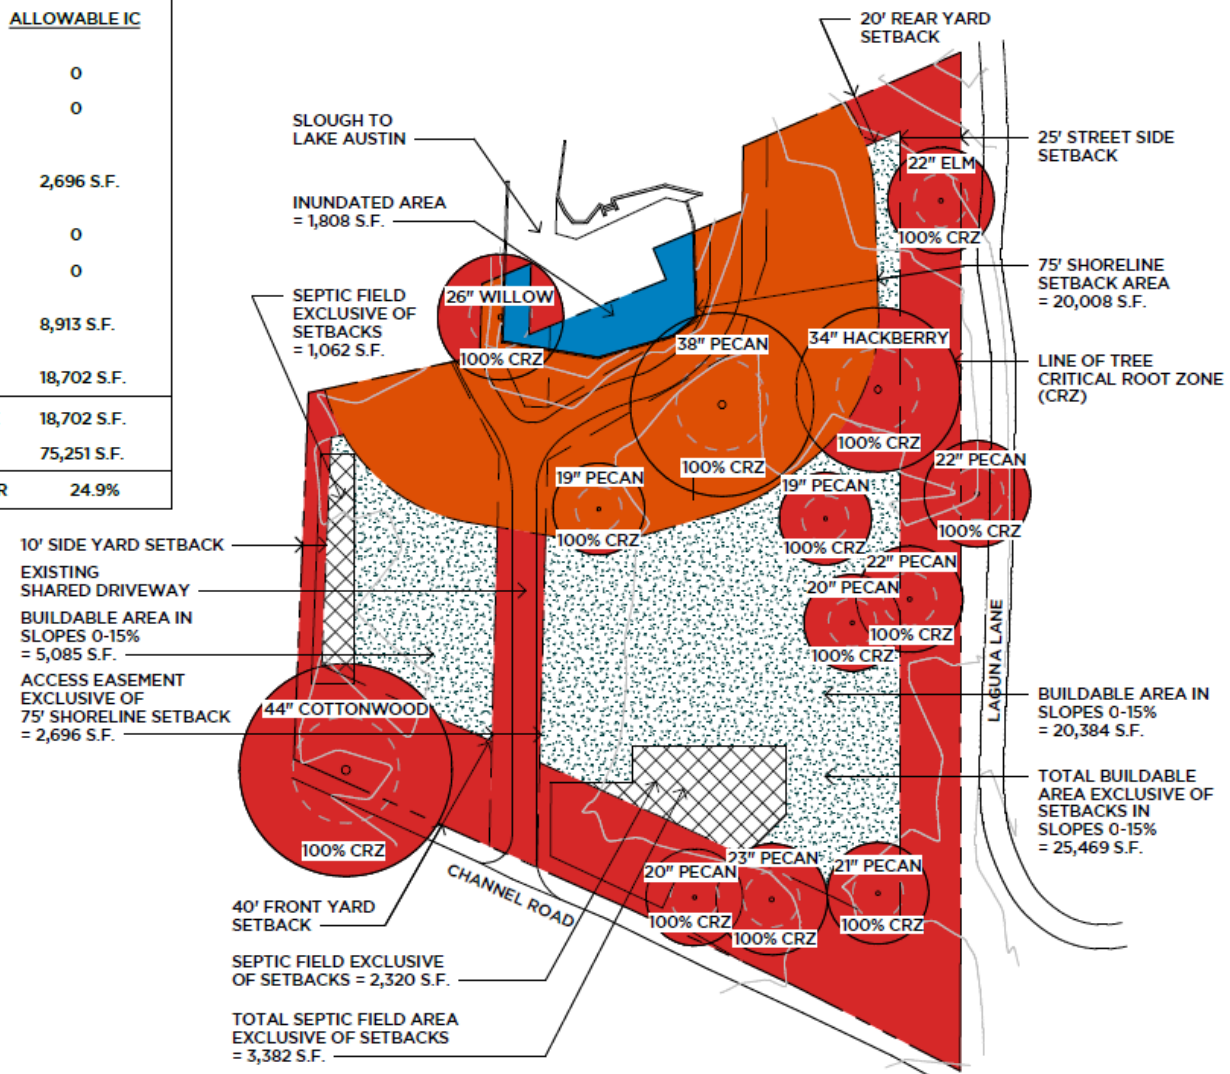 ALLOWABLE IC
0
0
2,696 S.F.
0
0
8,913 S.F.
18,702 S.F.
18,702 S.F.
75,251 S.F.
R 24.9%
20' REAR YARD
SETBACK
SLOUGH TO
LAKE AUSTIN
25' STREET SIDE
SETBACK
22" ELM
100% CRZ
INUNDATED AREA
= 1,808 S.F.
75' SHORELINE
SETBACK AREA
= 20,008 S.F.
SEPTIC FIELD
EXCLUSIVE OF
SETBACKS
= 1,062 S.F.
26" WILLOW
100% CRZ
38" PECAN
100% CRZ
34" HACKBERRY
100% CRZ
LINE OF TREE
CRITICAL ROOT ZONE
(CRZ)
19" PECAN
100% CRZ
19" PECAN
100% CRZ
22" PECAN
100% CRZ
10' SIDE YARD SETBACK
EXISTING
SHARED DRIVEWAY
22" PECAN
100% CRZ
20" PECAN
100% CRZ
BUILDABLE AREA IN
SLOPES 0-15%
= 5,085 S.F.
ACCESS EASEMENT
EXCLUSIVE OF
75' SHORELINE SETBACK
= 2,696 S.F.
44" COTTONWOOD
100% CRZ
LAGUNA LANE
BUILDABLE AREA IN
SLOPES 0-15%
= 20,384 S.F.
TOTAL BUILDABLE
AREA EXCLUSIVE OF
SETBACKS IN
SLOPES 0-15%
= 25,469 S.F.
CHANNEL ROAD
20" PECAN
100% CRZ
23" PECAN
100% CRZ
21" PECAN
100% CRZ
40' FRONT YARD
SETBACK
SEPTIC FIELD EXCLUSIVE
OF SETBACKS = 2,320 S.F.
TOTAL SEPTIC FIELD AREA
EXCLUSIVE OF SETBACKS
= 3,382 S.F.